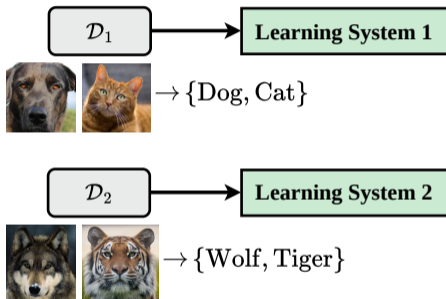 𝒟₁ Learning System 1
→ {Dog, Cat}
𝒟₂ Learning System 2
→ {Wolf, Tiger}